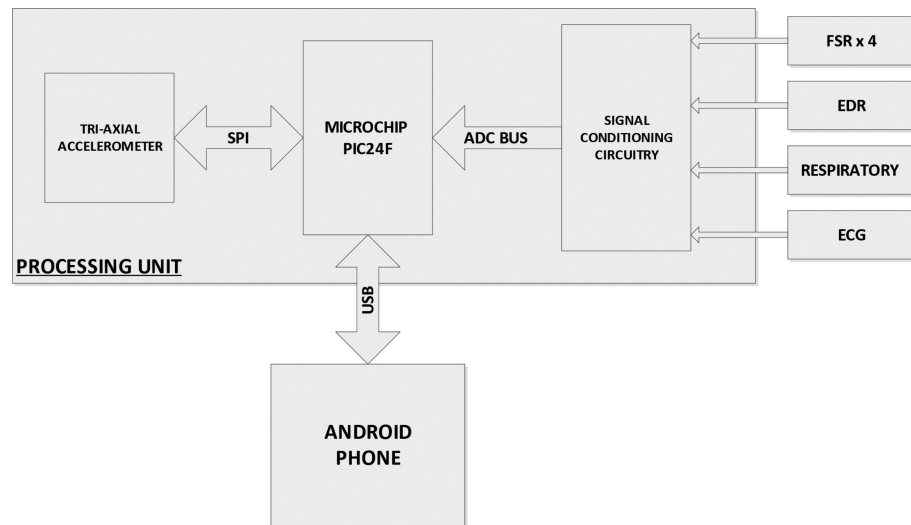 FSR x 4
EDR
RESPIRATORY
ECG
SIGNAL
CONDITIONING
CIRCUITRY
ADC BUS
MICROCHIP
PIC24F
SPI
TRI-AXIAL
ACCELEROMETER
PROCESSING UNIT
USB
ANDROID
PHONE